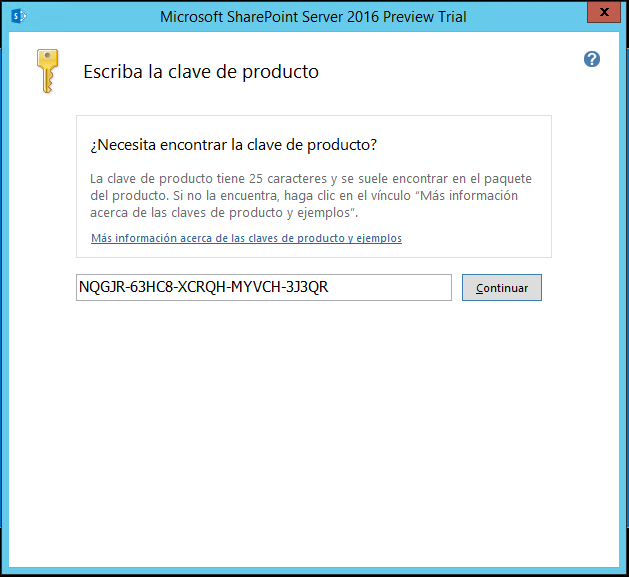 Microsoft SharePoint Server 2016 Preview Trial
Escriba la clave de producto
¿Necesita encontrar la clave de producto?
La clave de producto tiene 25 caracteres y se suele encontrar en el paquete
del producto. Si no la encuentra, haga clic en el vínculo “Más información
acerca de las claves de producto y ejemplos”.
Más información acerca de las claves de producto y ejemplos
NQGJR-63HC8-XCRQH-MYVCH-3J3QR
Continuar